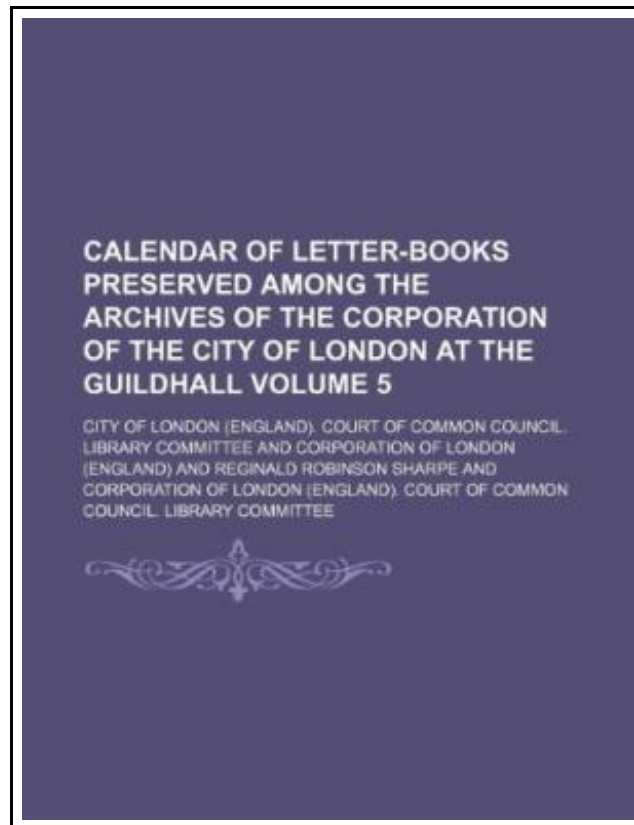 CALENDAR OF LETTER-BOOKS
PRESERVED AMONG THE
ARCHIVES OF THE CORPORATION
OF THE CITY OF LONDON AT THE
GUILDHALL VOLUME 5
CITY OF LONDON (ENGLAND). COURT OF COMMON COUNCIL.
LIBRARY COMMITTEE AND CORPORATION OF LONDON
(ENGLAND) AND REGINALD ROBINSON SHARPE AND
CORPORATION OF LONDON (ENGLAND). COURT OF COMMON
COUNCIL. LIBRARY COMMITTEE